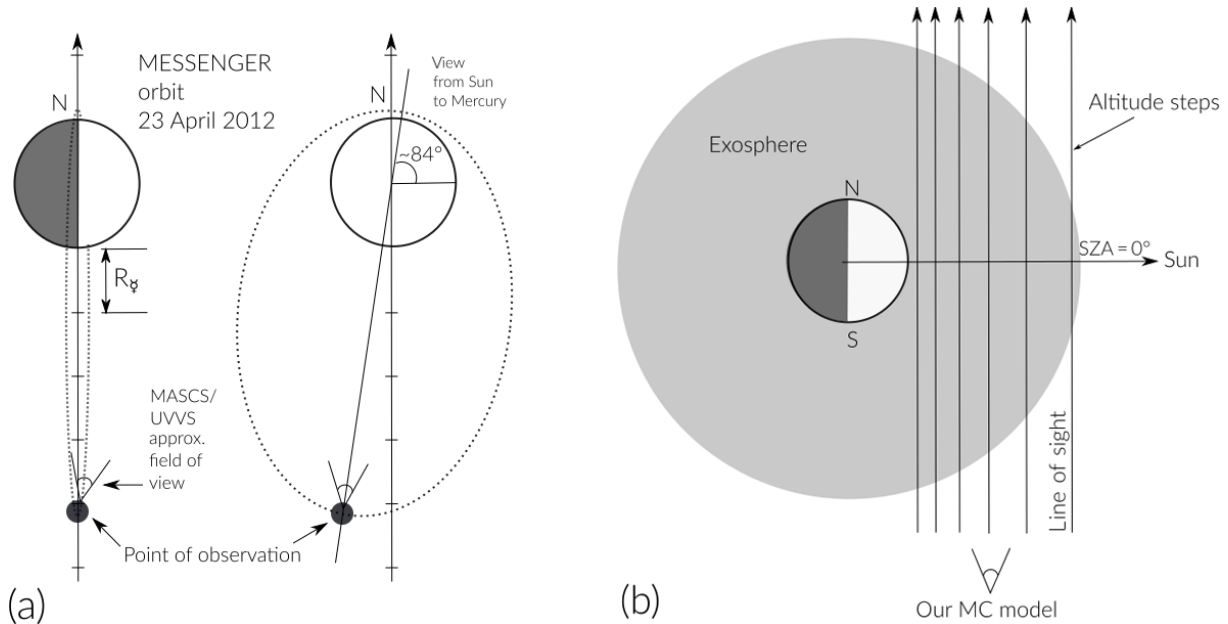 MESSENGER
orbit
23 April 2012
N
R☿
MASCS/
UVVS
approx.
field of
view
Point of observation
(a)
View
from Sun
to Mercury
N
~84°
Exosphere
N
S
Altitude steps
SZA = 0°
Sun
Line of sight
Our MC model
(b)